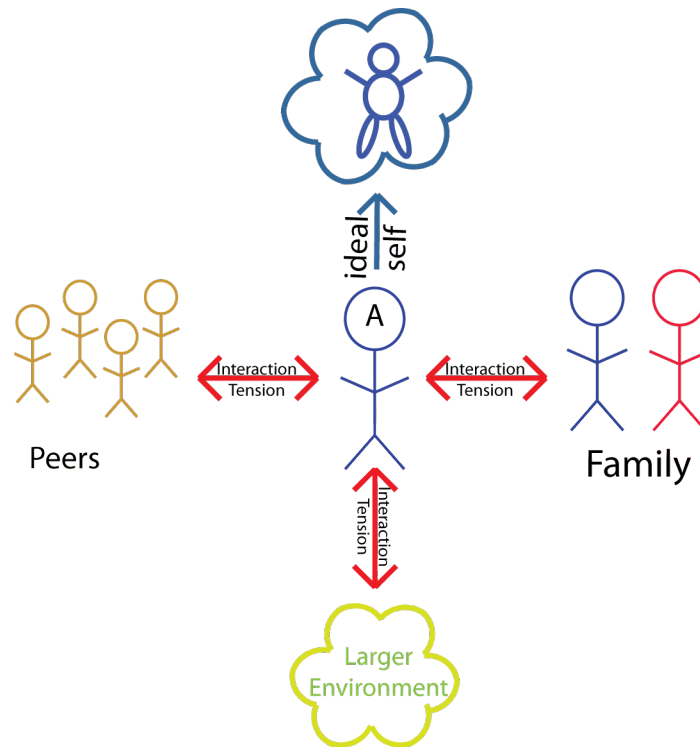 ideal
self
A
Interaction
Tension
Interaction
Tension
Peers
Family
Interaction
Tension
Larger
Environment